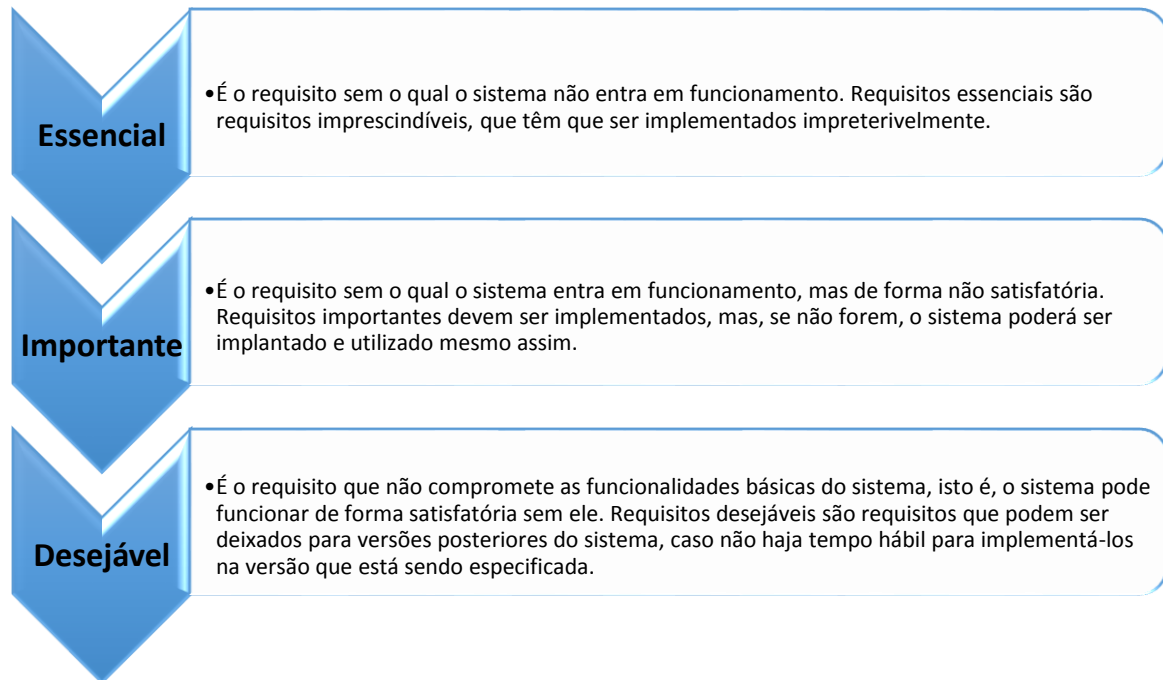 Essencial
•É o requisito sem o qual o sistema não entra em funcionamento. Requisitos essenciais são
requisitos imprescindíveis, que têm que ser implementados impreterivelmente.
Importante
•É o requisito sem o qual o sistema entra em funcionamento, mas de forma não satisfatória.
Requisitos importantes devem ser implementados, mas, se não forem, o sistema poderá ser
implantado e utilizado mesmo assim.
Desejável
•É o requisito que não compromete as funcionalidades básicas do sistema, isto é, o sistema pode
funcionar de forma satisfatória sem ele. Requisitos desejáveis são requisitos que podem ser
deixados para versões posteriores do sistema, caso não haja tempo hábil para implementá-los
na versão que está sendo especificada.